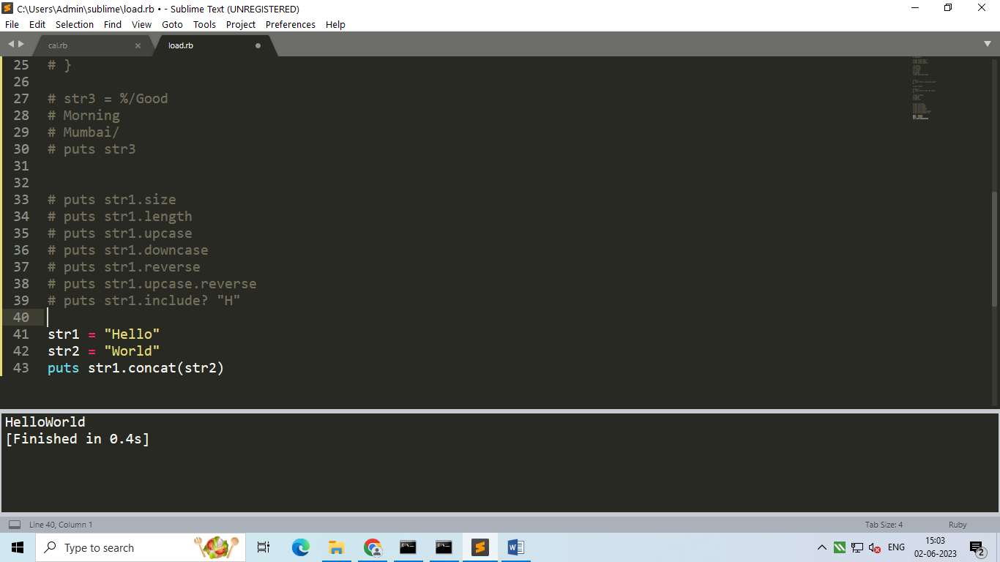 C:\Users\Admin\sublime\load.rb • - Sublime Text (UNREGISTERED)
File Edit Selection Find View Goto Tools Project Preferences Help
cal.rb × load.rb
25 # }
26
27 # str3 = %/Good
28 # Morning
29 # Mumbai/
30 # puts str3
31
32
33 # puts str1.size
34 # puts str1.length
35 # puts str1.upcase
36 # puts str1.downcase
37 # puts str1.reverse
38 # puts str1.upcase.reverse
39 # puts str1.include? "H"
40
41 str1 = "Hello"
42 str2 = "World"
43 puts str1.concat(str2)
HelloWorld
[Finished in 0.4s]
Line 40, Column 1 Tab Size: 4 Ruby
Type to search ENG 15:03 2
02-06-2023